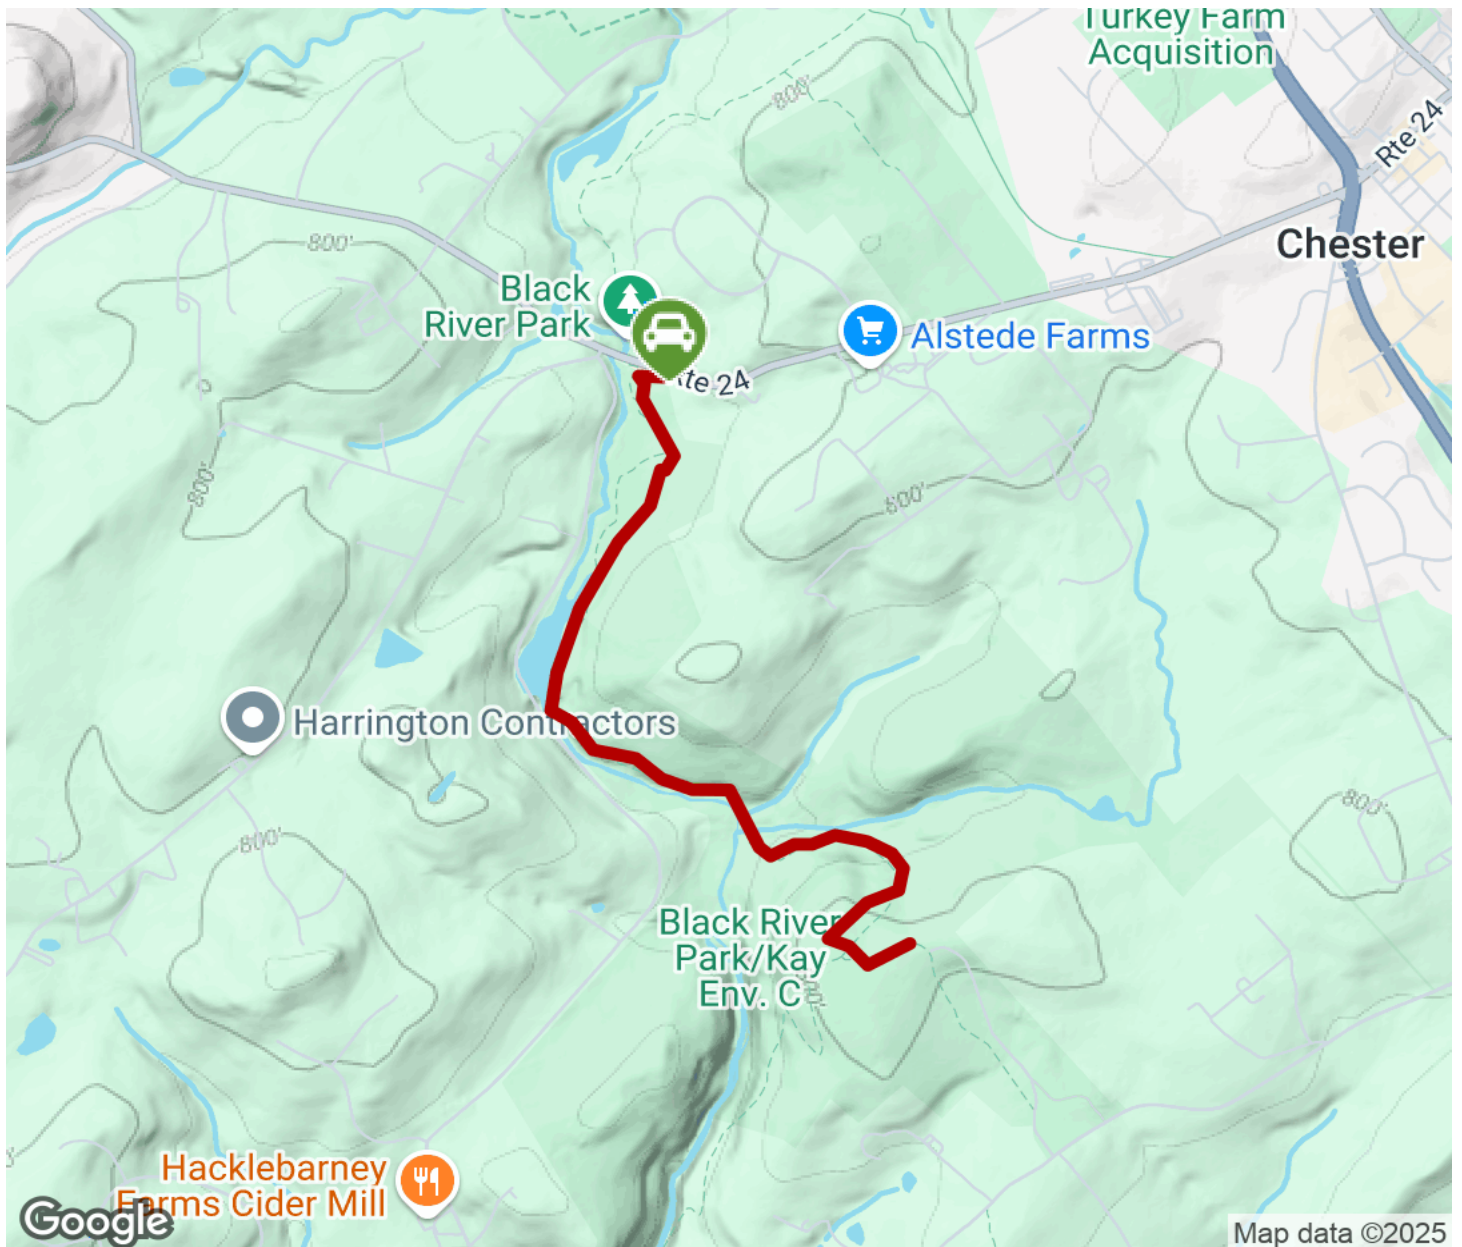 Turkey Farm
Acquisition
800'
Rte 24
Chester
800'
Black
River Park
Alstede Farms
Rte 24
800'
800'
Harrington Contractors
800'
800'
Black River
Park/Kay
Env. C
Hacklebarney
Farms Cider Mill
Google
Map data ©2025